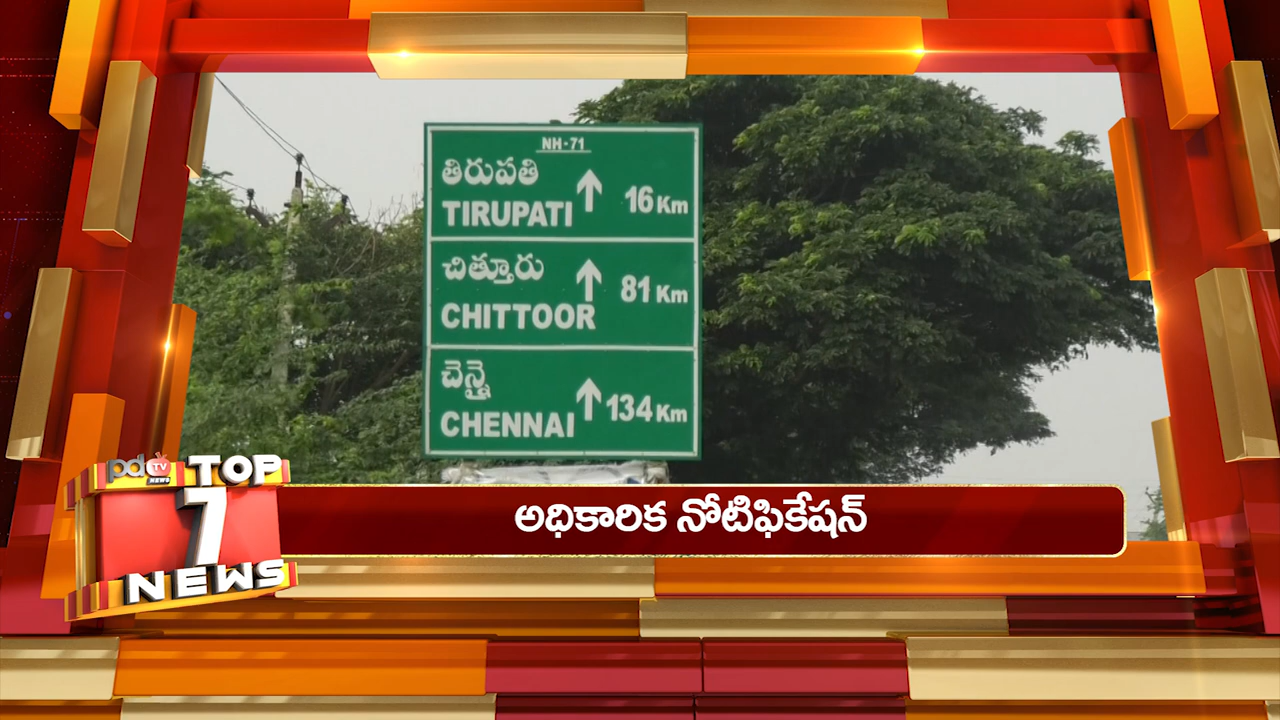 NH-71
తిరుపతి
TIRUPATI 16 Km
చిత్తూరు
CHITTOOR 81 Km
చెన్నై
CHENNAI 134 Km
pdc TV NEWS
TOP
7
NEWS
అధికారిక నోటిఫికేషన్